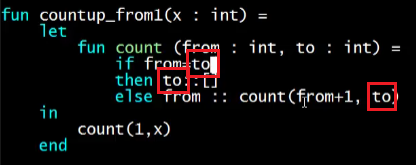 fun countup_from1(x : int) =
let
fun count (from : int, to : int) =
if from=to
then to::[]
else from :: count(from+1, to)
in
count(1,x)
end